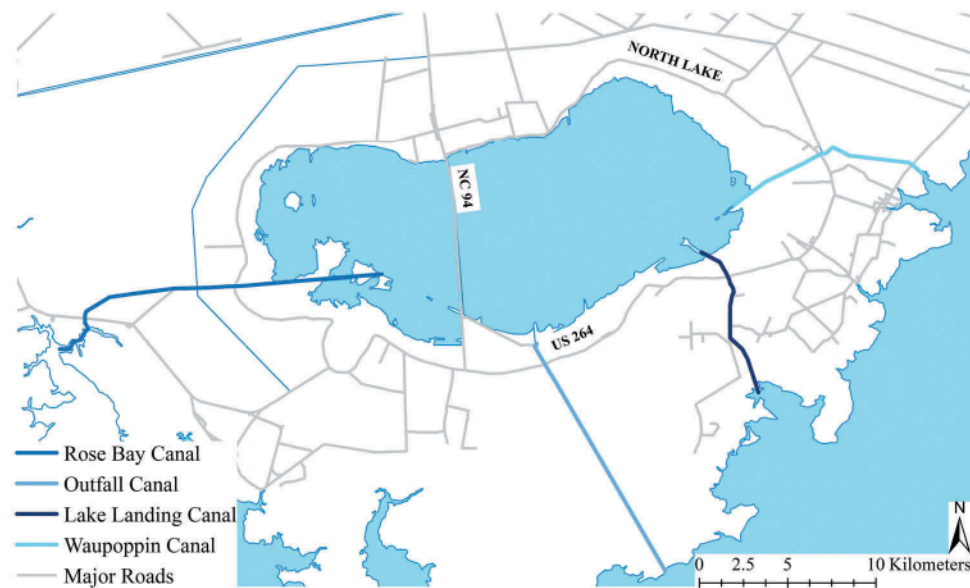 NORTH LAKE
NC 94
US 264
Rose Bay Canal
Outfall Canal
Lake Landing Canal
Waupoppin Canal
Major Roads
N
0 2.5 5 10 Kilometers